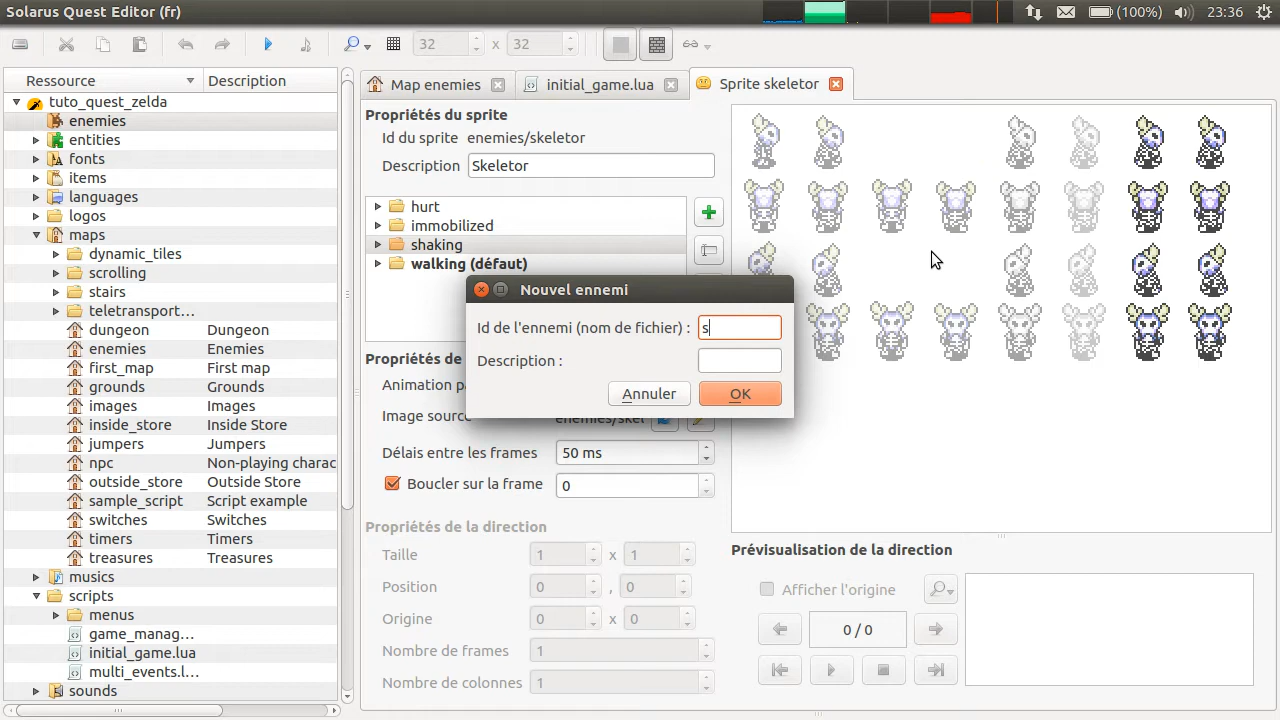 Solarus Quest Editor (fr)
(100%)
23:36
32 x 32
Ressource Description
tuto_quest_zelda
enemies
entities
fonts
items
languages
logos
maps
dynamic_tiles
scrolling
stairs
teletransport...
dungeon Dungeon
enemies Enemies
first_map First map
grounds Grounds
images Images
inside_store Inside Store
jumpers Jumpers
npc Non-playing charac
outside_store Outside Store
sample_script Script example
switches Switches
timers Timers
treasures Treasures
musics
scripts
menus
game_manag...
initial_game.lua
multi_events.l...
sounds
Map enemies
initial_game.lua
Sprite skeletor
Propriétés du sprite
Id du sprite enemies/skeletor
Description Skeletor
hurt
immobilized
shaking
walking (défaut)
Nouvel ennemi
Id de l'ennemi (nom de fichier) : s
Description :
Annuler OK
Propriétés de
Animation pa
Image source enemies/skel
Délais entre les frames 50 ms
Boucler sur la frame 0
Propriétés de la direction
Taille 1 x 1
Position 0 , 0
Origine 0 x 0
Nombre de frames 1
Nombre de colonnes 1
Prévisualisation de la direction
Afficher l'origine
0 / 0